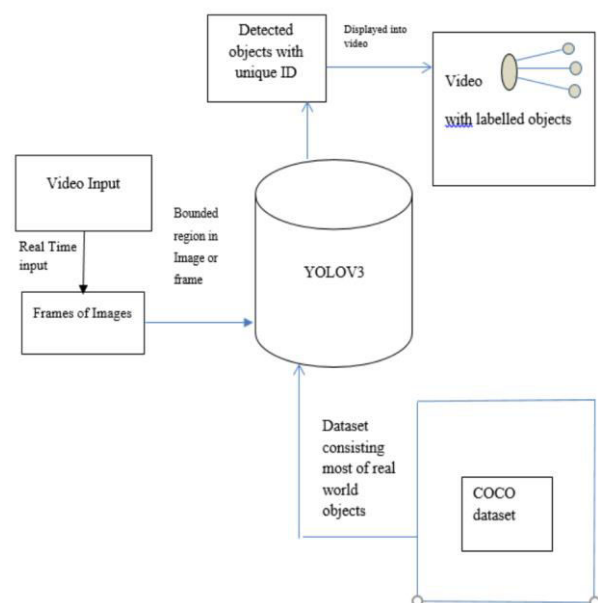 Detected
objects with
unique ID
Displayed into
video
Video
with labelled objects
Video Input
Real Time
input
Frames of Images
Bounded
region in
Image or
frame
YOLOV3
Dataset
consisting
most of real
world
objects
COCO
dataset